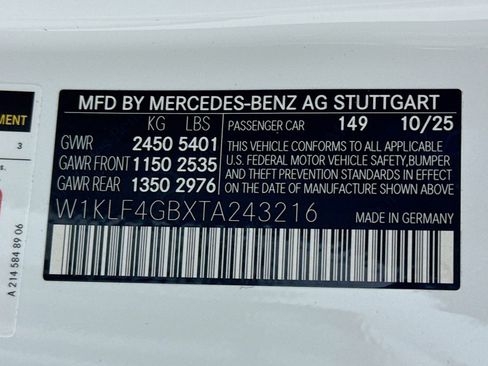 MFD BY MERCEDES-BENZ AG STUTTGART
KG LBS
GVWR 2450 5401
GAWR FRONT 1150 2535
GAWR REAR 1350 2976
PASSENGER CAR 149 10/25
THIS VEHICLE CONFORMS TO ALL APPLICABLE
U.S. FEDERAL MOTOR VEHICLE SAFETY, BUMPER
AND THEFT PREVENTION STANDARDS IN EFFECT
ON THE DATE OF MANUFACTURE SHOWN ABOVE.
W1KLF4GBXTA243216 MADE IN GERMANY
3
A 214 584 89 06